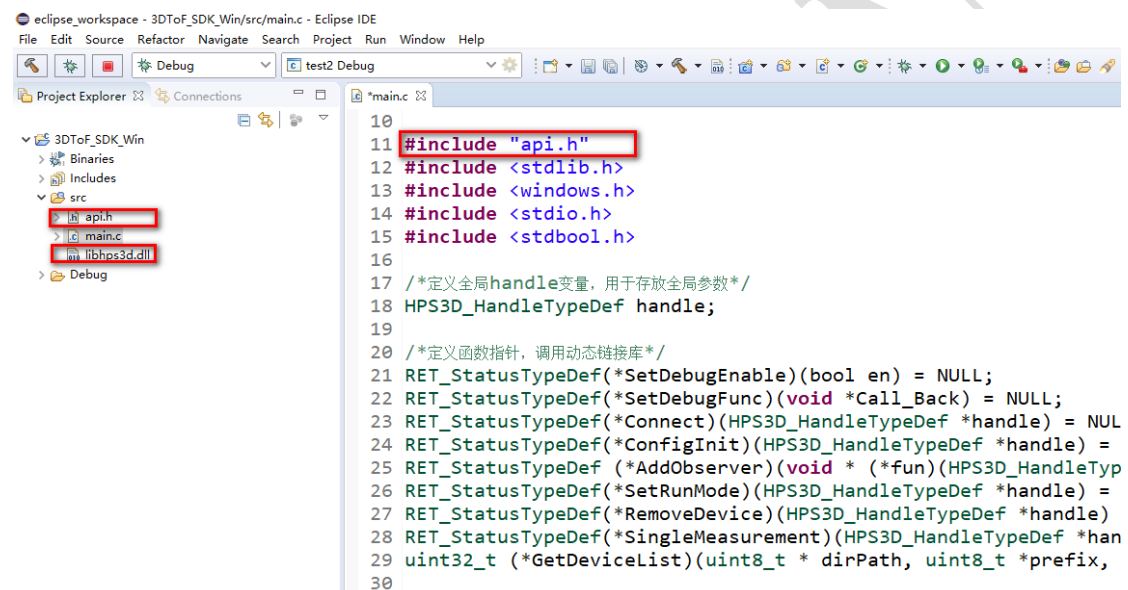 eclipse_workspace - 3DToF_SDK_Win/src/main.c - Eclipse IDE
File Edit Source Refactor Navigate Search Project Run Window Help
Debug
test2 Debug
Project Explorer
Connections
*main.c
3DToF_SDK_Win
Binaries
Includes
src
api.h
main.c
libhps3d.dll
Debug
10
11 #include "api.h"
12 #include <stdlib.h>
13 #include <windows.h>
14 #include <stdio.h>
15 #include <stdbool.h>
16
17 /*定义全局handle变量，用于存放全局参数*/
18 HPS3D_HandleTypeDef handle;
19
20 /*定义函数指针，调用动态链接库*/
21 RET_StatusTypeDef(*SetDebugEnable)(bool en) = NULL;
22 RET_StatusTypeDef(*SetDebugFunc)(void *Call_Back) = NULL;
23 RET_StatusTypeDef(*Connect)(HPS3D_HandleTypeDef *handle) = NUL
24 RET_StatusTypeDef(*ConfigInit)(HPS3D_HandleTypeDef *handle) =
25 RET_StatusTypeDef (*AddObserver)(void * (*fun)(HPS3D_HandleTyp
26 RET_StatusTypeDef(*SetRunMode)(HPS3D_HandleTypeDef *handle) =
27 RET_StatusTypeDef(*RemoveDevice)(HPS3D_HandleTypeDef *handle)
28 RET_StatusTypeDef(*SingleMeasurement)(HPS3D_HandleTypeDef *han
29 uint32_t (*GetDeviceList)(uint8_t * dirPath, uint8_t *prefix,
30